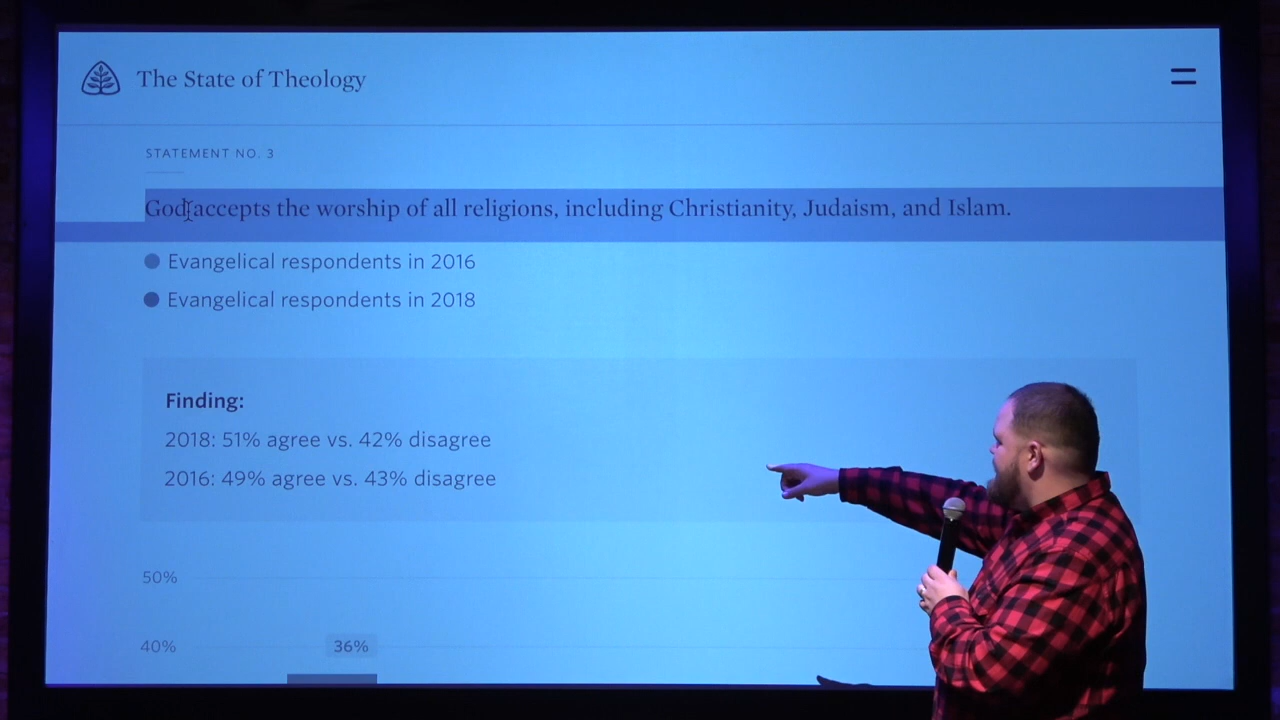 The State of Theology
STATEMENT NO. 3
God accepts the worship of all religions, including Christianity, Judaism, and Islam.
Evangelical respondents in 2016
Evangelical respondents in 2018
Finding:
2018: 51% agree vs. 42% disagree
2016: 49% agree vs. 43% disagree
50%
40%
36%